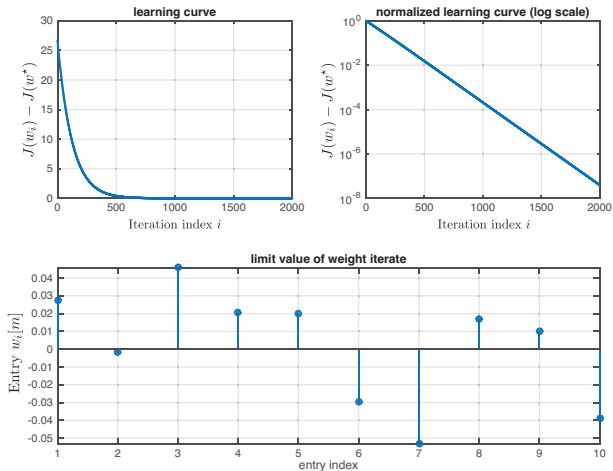 learning curve
30
25
20
15
10
5
0
J(w_i) − J(w⋆)
0 500 1000 1500 2000
Iteration index i
normalized learning curve (log scale)
10^0
10^-2
10^-4
10^-6
10^-8
J(w_i) − J(w⋆)
0 500 1000 1500 2000
Iteration index i
limit value of weight iterate
0.04
0.03
0.02
0.01
0
-0.01
-0.02
-0.03
-0.04
-0.05
Entry w_i[m]
1 2 3 4 5 6 7 8 9 10
entry index